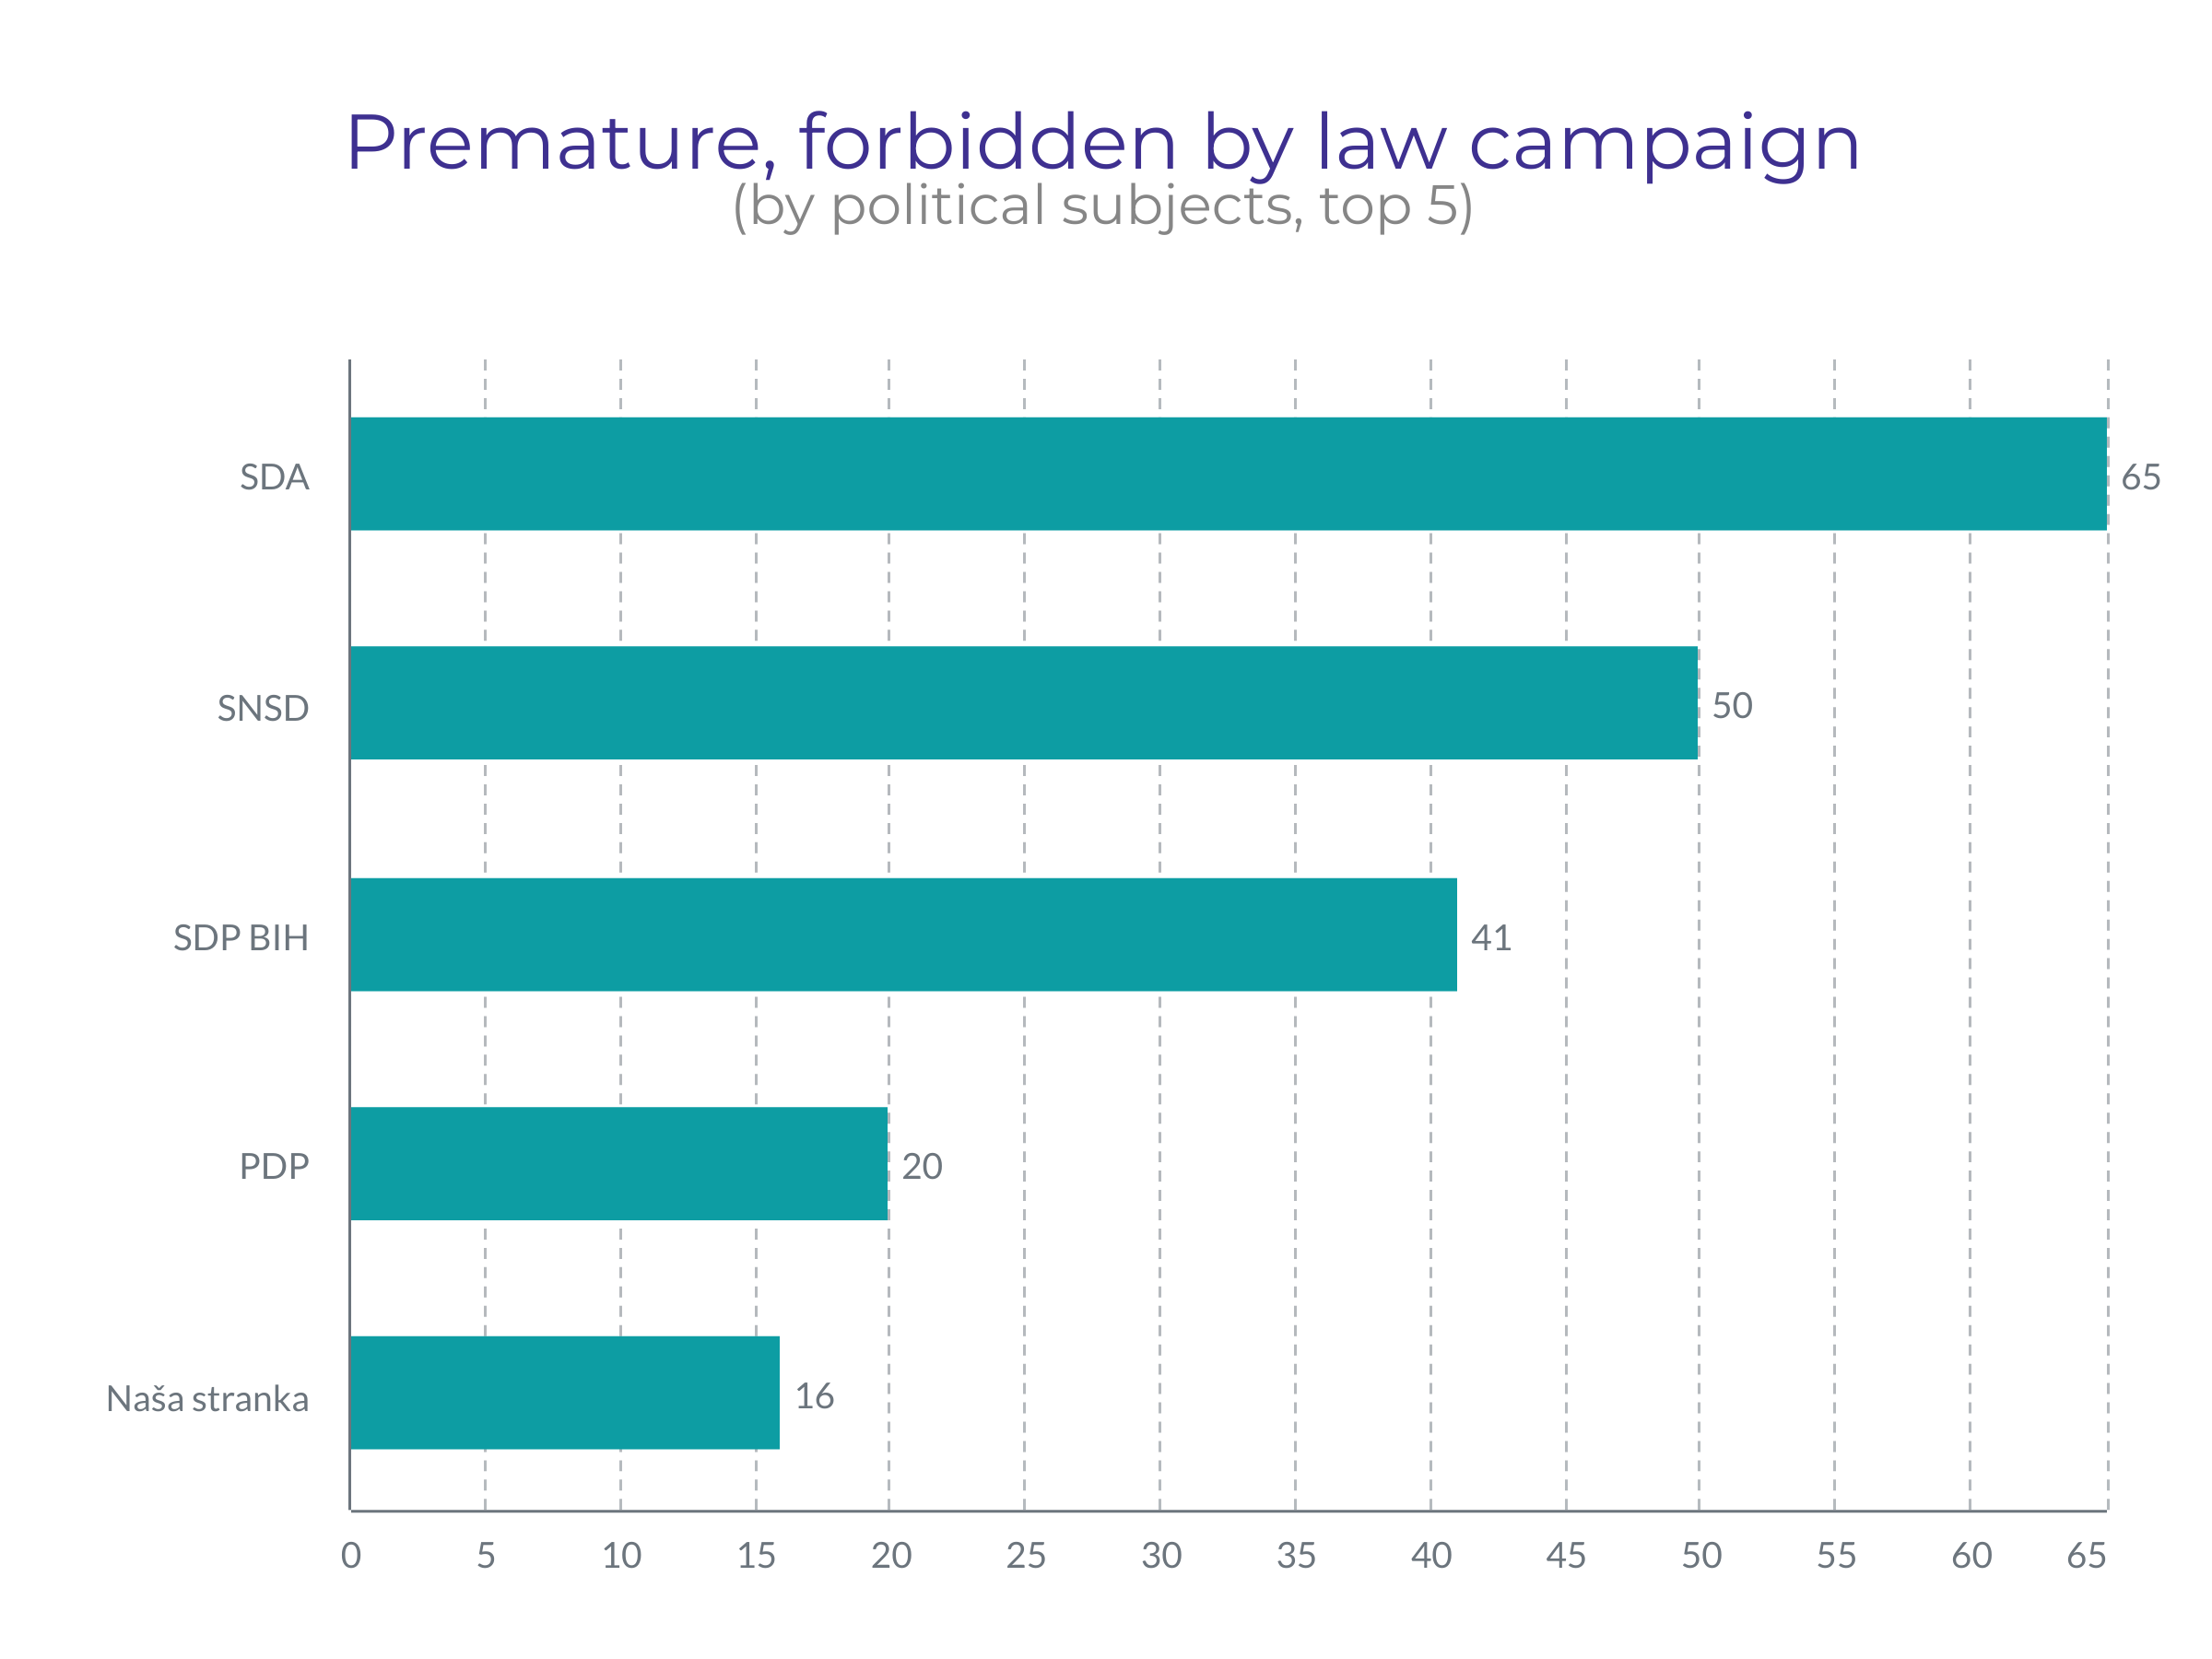 Premature, forbidden by law campaign
(by political subjects, top 5)
SDA
65
SNSD
50
SDP BIH
41
PDP
20
Naša stranka
16
0 5 10 15 20 25 30 35 40 45 50 55 60 65